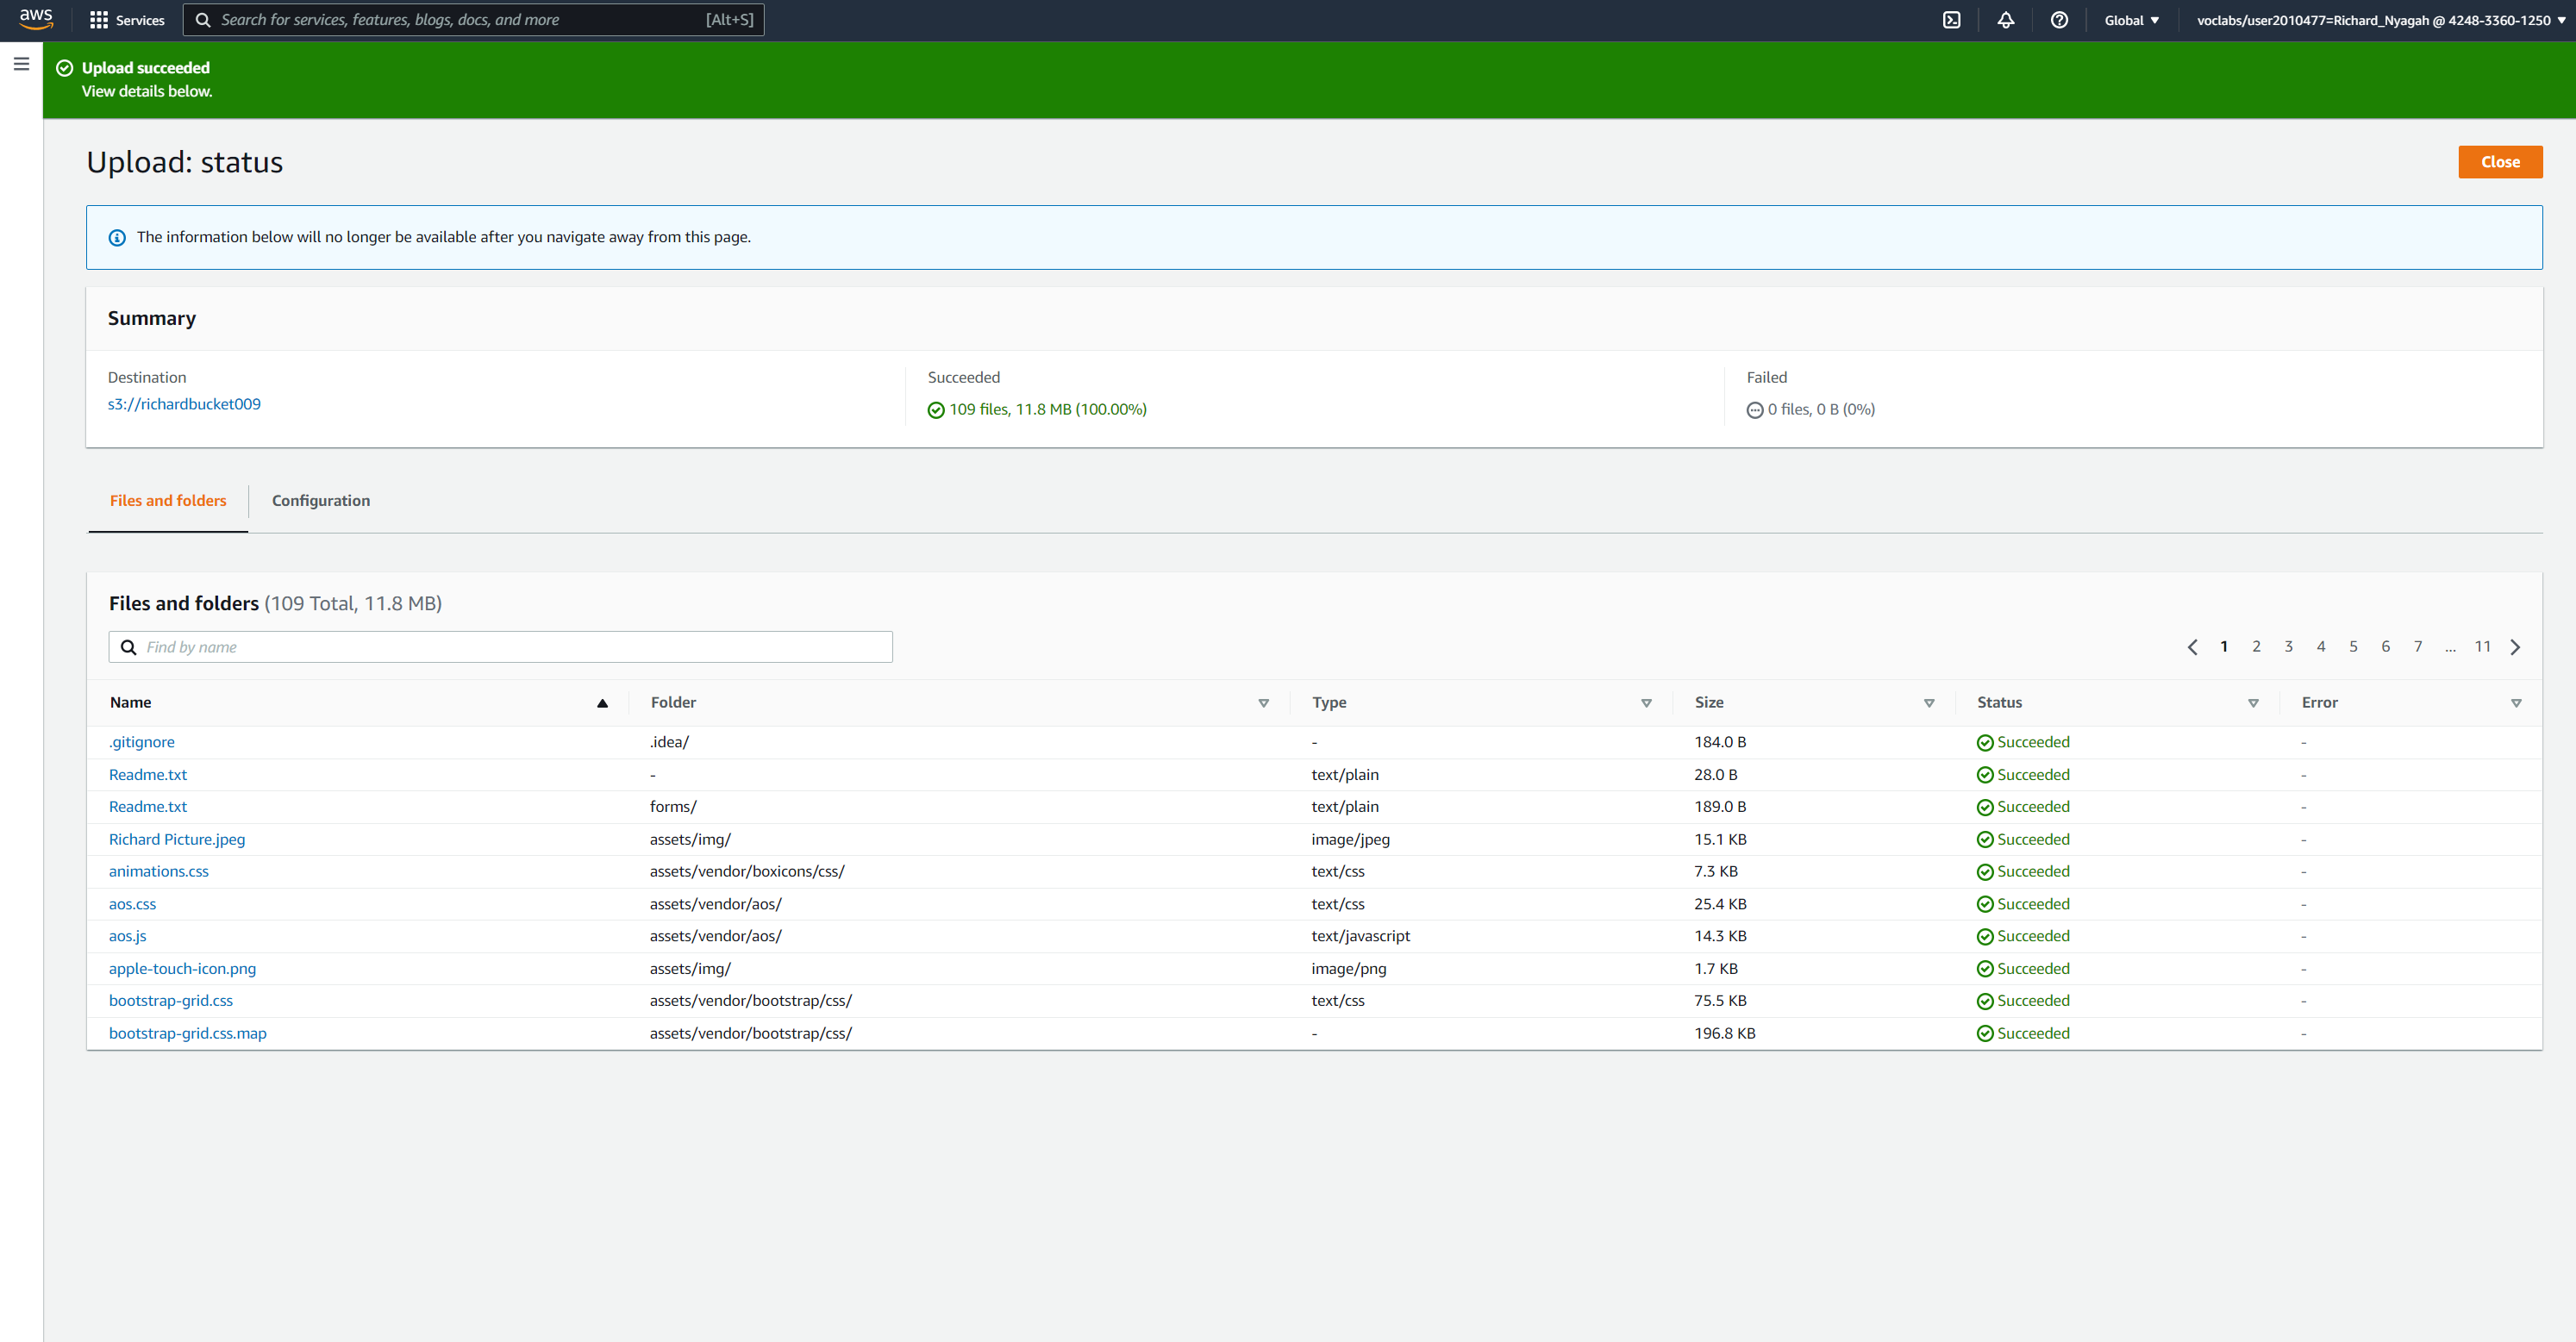 aws Services Search for services, features, blogs, docs, and more [Alt+S] Global voclabs/user2010477=Richard_Nyagah @ 4248-3360-1250
Upload succeeded
View details below.
Upload: status Close
The information below will no longer be available after you navigate away from this page.
Summary
Destination Succeeded Failed
s3://richardbucket009 109 files, 11.8 MB (100.00%) 0 files, 0 B (0%)
Files and folders Configuration
Files and folders (109 Total, 11.8 MB)
Find by name 1 2 3 4 5 6 7 ... 11
Name Folder Type Size Status Error
.gitignore .idea/ - 184.0 B Succeeded -
Readme.txt - text/plain 28.0 B Succeeded -
Readme.txt forms/ text/plain 189.0 B Succeeded -
Richard Picture.jpeg assets/img/ image/jpeg 15.1 KB Succeeded -
animations.css assets/vendor/boxicons/css/ text/css 7.3 KB Succeeded -
aos.css assets/vendor/aos/ text/css 25.4 KB Succeeded -
aos.js assets/vendor/aos/ text/javascript 14.3 KB Succeeded -
apple-touch-icon.png assets/img/ image/png 1.7 KB Succeeded -
bootstrap-grid.css assets/vendor/bootstrap/css/ text/css 75.5 KB Succeeded -
bootstrap-grid.css.map assets/vendor/bootstrap/css/ - 196.8 KB Succeeded -